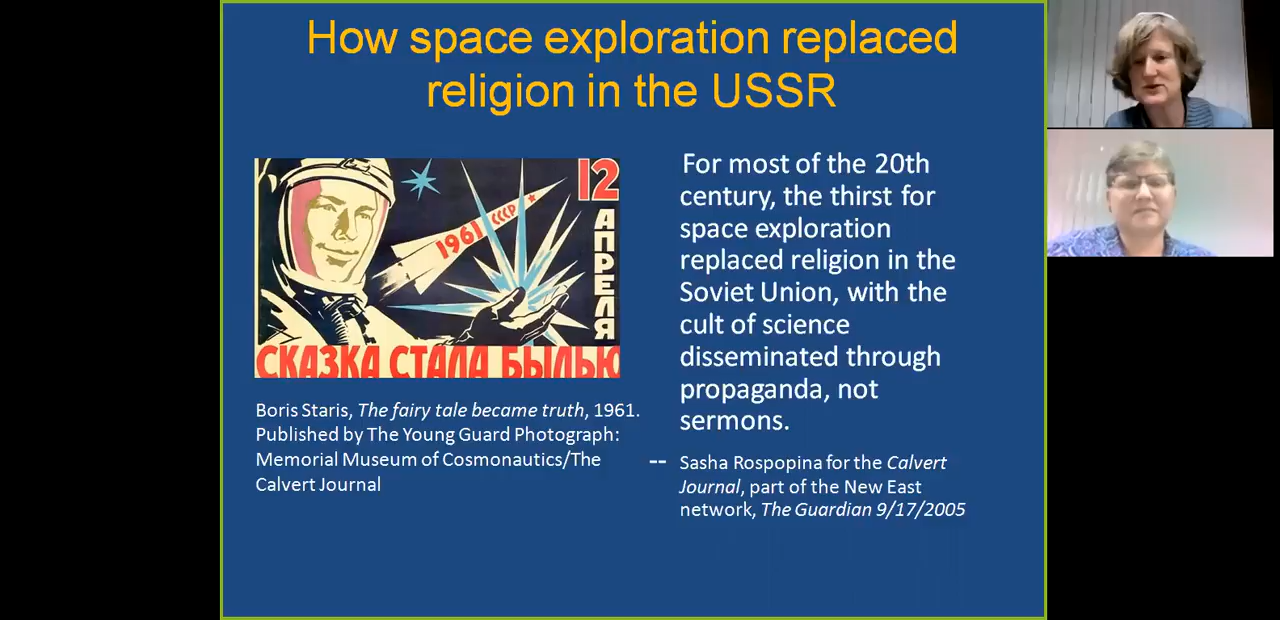 How space exploration replaced
religion in the USSR
12
АПРЕЛЯ
1961 СССР
СКАЗКА СТАЛА БЫЛЬЮ
Boris Staris, The fairy tale became truth, 1961.
Published by The Young Guard Photograph:
Memorial Museum of Cosmonautics/The
Calvert Journal
For most of the 20th
century, the thirst for
space exploration
replaced religion in the
Soviet Union, with the
cult of science
disseminated through
propaganda, not
sermons.
-- Sasha Rospopina for the Calvert
Journal, part of the New East
network, The Guardian 9/17/2005